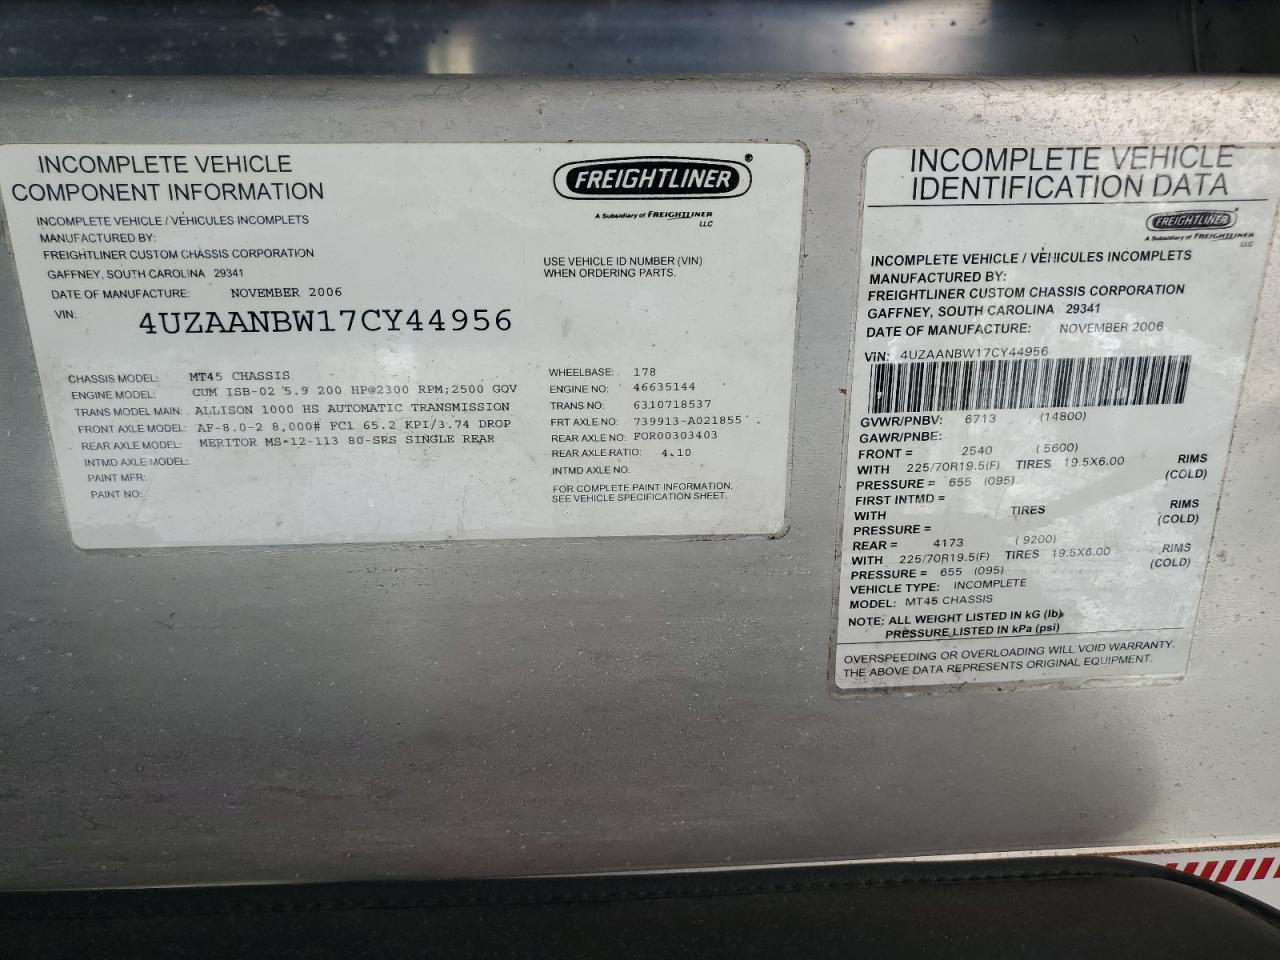 INCOMPLETE VEHICLE
COMPONENT INFORMATION
INCOMPLETE VEHICLE / VÉHICULES INCOMPLETS
MANUFACTURED BY:
FREIGHTLINER CUSTOM CHASSIS CORPORATION
GAFFNEY, SOUTH CAROLINA 29341
DATE OF MANUFACTURE: NOVEMBER 2006
VIN:
4UZAANBW17CY44956
FREIGHTLINER®
A Subsidiary of FREIGHTLINER
LLC
USE VEHICLE ID NUMBER (VIN)
WHEN ORDERING PARTS.
CHASSIS MODEL: MT45 CHASSIS
ENGINE MODEL: CUM ISB-02 5.9 200 HP@2300 RPM;2500 GOV
TRANS MODEL MAIN: ALLISON 1000 HS AUTOMATIC TRANSMISSION
FRONT AXLE MODEL: AF-8.0-2 8,000# FC1 65.2 KPI/3.74 DROP
REAR AXLE MODEL: MERITOR MS-12-113 80-SRS SINGLE REAR
INTMD AXLE MODEL:
PAINT MFR:
PAINT NO:
WHEELBASE: 178
ENGINE NO: 46635144
TRANS NO: 6310718537
FRT AXLE NO: 739913-A021855
REAR AXLE NO: FOR00303403
REAR AXLE RATIO: 4.10
INTMD AXLE NO.
FOR COMPLETE PAINT INFORMATION,
SEE VEHICLE SPECIFICATION SHEET.
INCOMPLETE VEHICLE
IDENTIFICATION DATA
FREIGHTLINER
A Subsidiary of FREIGHTLINER
LLC
INCOMPLETE VEHICLE / VÉHICULES INCOMPLETS
MANUFACTURED BY:
FREIGHTLINER CUSTOM CHASSIS CORPORATION
GAFFNEY, SOUTH CAROLINA 29341
DATE OF MANUFACTURE: NOVEMBER 2006
VIN: 4UZAANBW17CY44956
GVWR/PNBV: 6713 (14800)
GAWR/PNBE:
FRONT = 2540 (5600)
WITH 225/70R19.5(F) TIRES 19.5X6.00 RIMS
PRESSURE = 655 (095) (COLD)
FIRST INTMD =
WITH TIRES RIMS
PRESSURE = (COLD)
REAR = 4173 (9200)
WITH 225/70R19.5(F) TIRES 19.5X6.00 RIMS
PRESSURE = 655 (095) (COLD)
VEHICLE TYPE: INCOMPLETE
MODEL: MT45 CHASSIS
NOTE: ALL WEIGHT LISTED IN kG (lb)
PRESSURE LISTED IN kPa (psi)
OVERSPEEDING OR OVERLOADING WILL VOID WARRANTY.
THE ABOVE DATA REPRESENTS ORIGINAL EQUIPMENT.